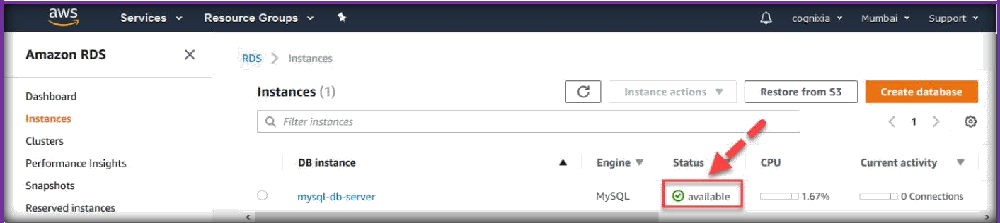 aws Services Resource Groups cognixia Mumbai Support
Amazon RDS
RDS > Instances
Instances (1)
Instance actions
Restore from S3
Create database
Filter instances
1
Dashboard
Instances
Clusters
Performance Insights
Snapshots
Reserved instances
DB instance Engine Status CPU Current activity
mysql-db-server MySQL available 1.67% 0 Connections